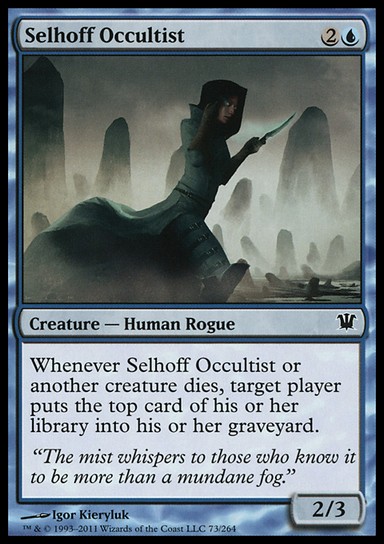 Selhoff Occultist 2
Creature — Human Rogue
Whenever Selhoff Occultist or
another creature dies, target player
puts the top card of his or her
library into his or her graveyard.
“The mist whispers to those who know it
to be more than a mundane fog.”
Igor Kieryluk
2/3
™ & © 1993–2011 Wizards of the Coast LLC 73/264